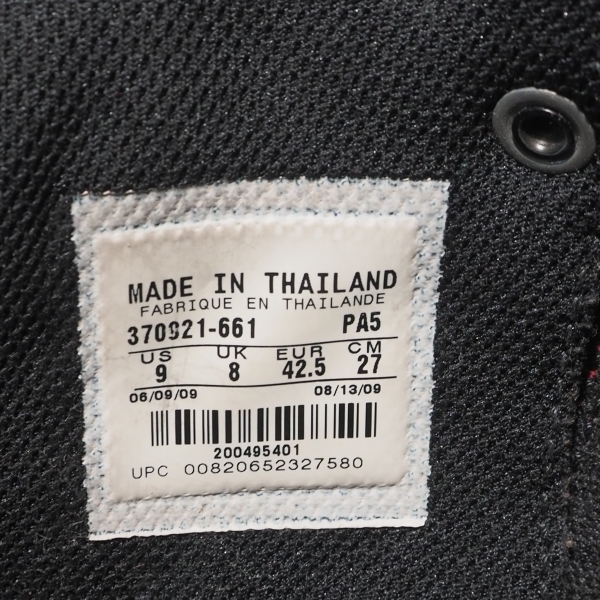 MADE IN THAILAND
FABRIQUE EN THAILANDE
370921-661 PA5
US UK EUR CM
9 8 42.5 27
06/09/09 08/13/09
200495401
UPC 00820652327580